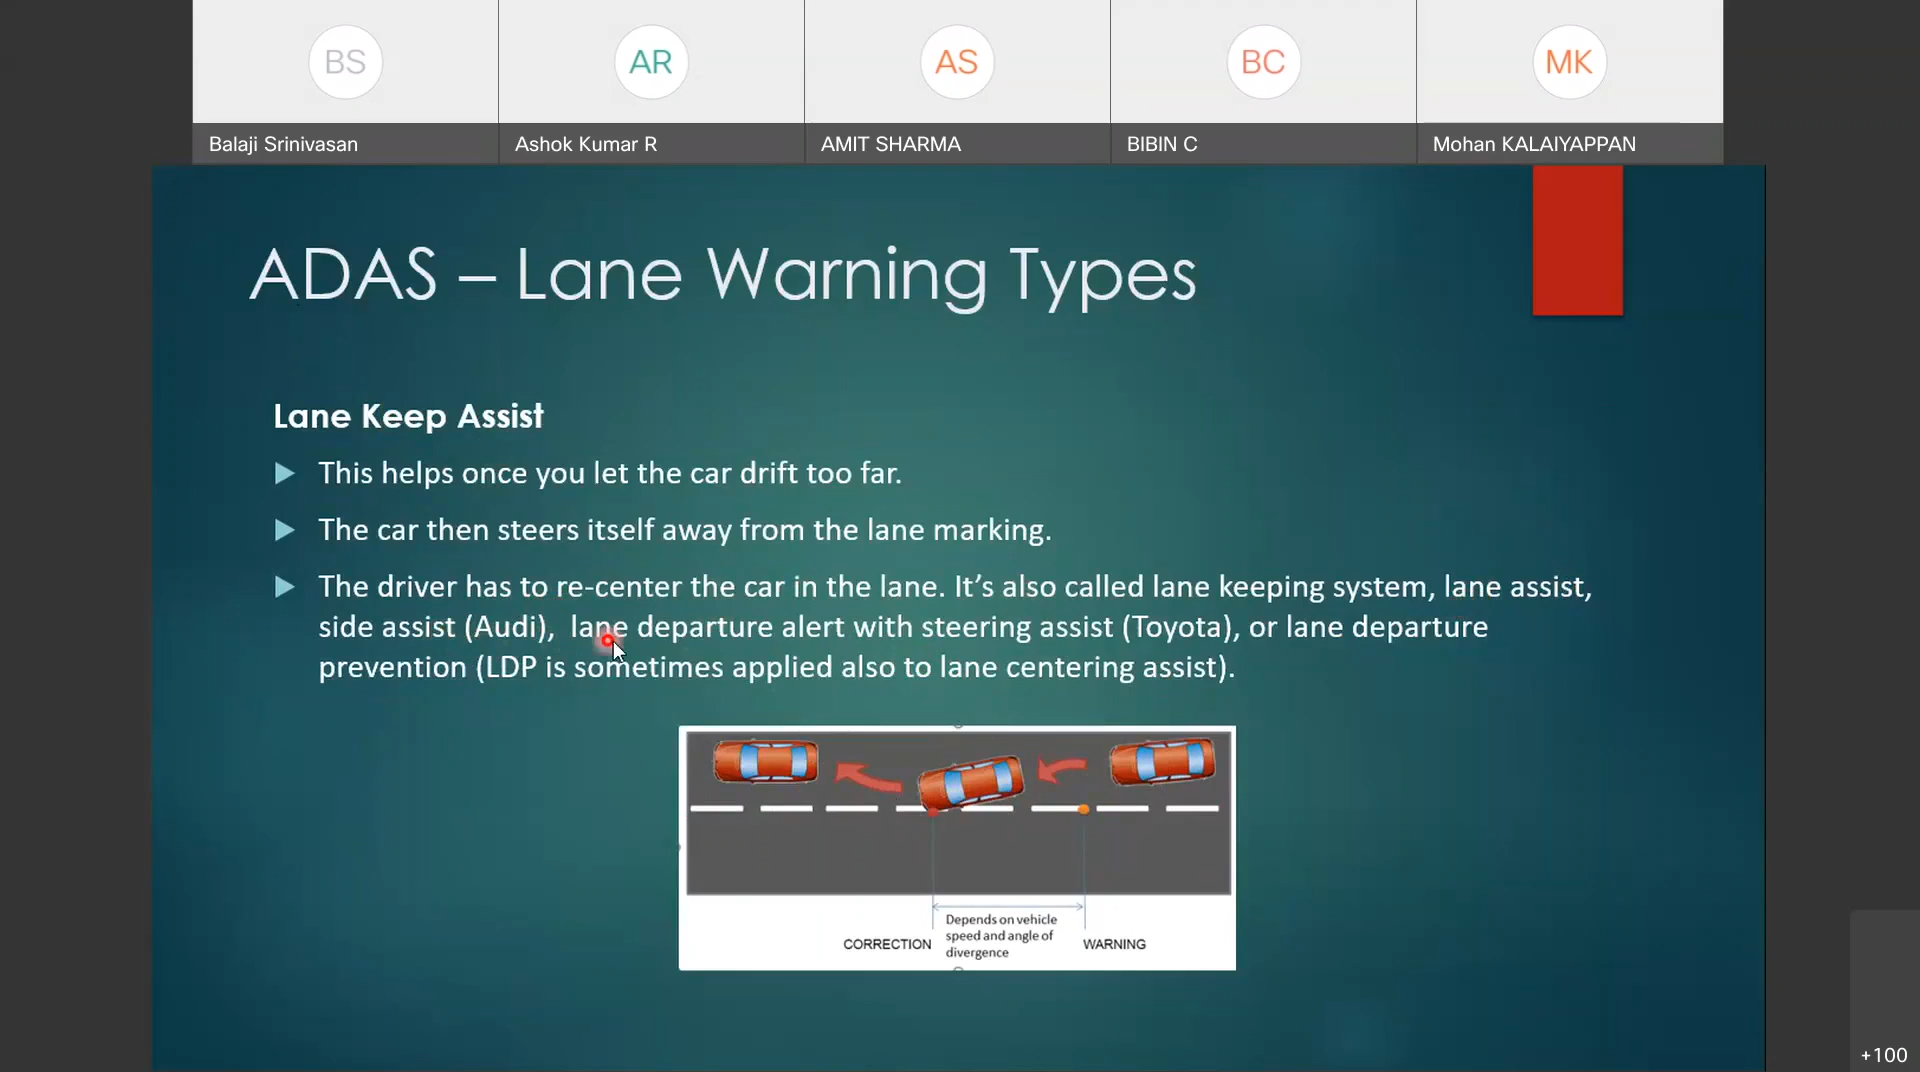 BS
AR
AS
BC
MK
Balaji Srinivasan
Ashok Kumar R
AMIT SHARMA
BIBIN C
Mohan KALAIYAPPAN
ADAS – Lane Warning Types
Lane Keep Assist
This helps once you let the car drift too far.
The car then steers itself away from the lane marking.
The driver has to re-center the car in the lane. It’s also called lane keeping system, lane assist,
side assist (Audi), lane departure alert with steering assist (Toyota), or lane departure
prevention (LDP is sometimes applied also to lane centering assist).
Depends on vehicle
speed and angle of
divergence
CORRECTION
WARNING
+100